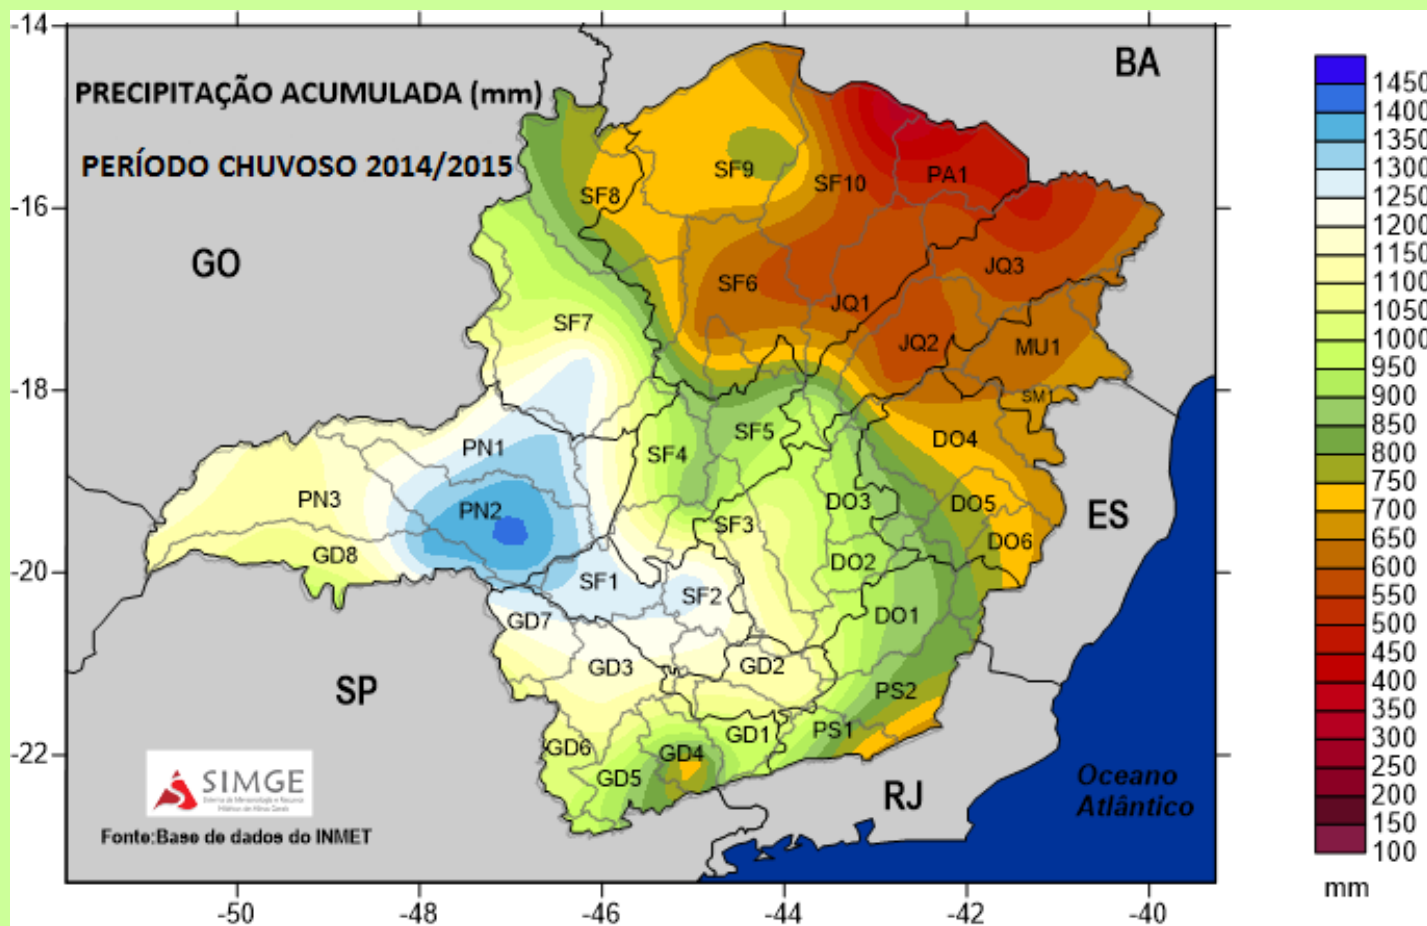 PRECIPITAÇÃO ACUMULADA (mm)
PERÍODO CHUVOSO 2014/2015
BA
GO
SP
ES
RJ
Oceano
Atlântico
SF9
SF8
SF10
PA1
SF6
JQ1
JQ3
SF7
JQ2
MU1
SM1
PN1
SF4
SF5
DO4
PN3
PN2
SF3
DO3
DO5
GD8
DO6
SF1
SF2
DO2
GD7
DO1
GD3
GD2
PS2
GD6
GD4
GD1
PS1
GD5
SIMGE
Fonte:Base de dados do INMET
-14
-16
-18
-20
-22
-50
-48
-46
-44
-42
-40
1450
1400
1350
1300
1250
1200
1150
1100
1050
1000
950
900
850
800
750
700
650
600
550
500
450
400
350
300
250
200
150
100
mm